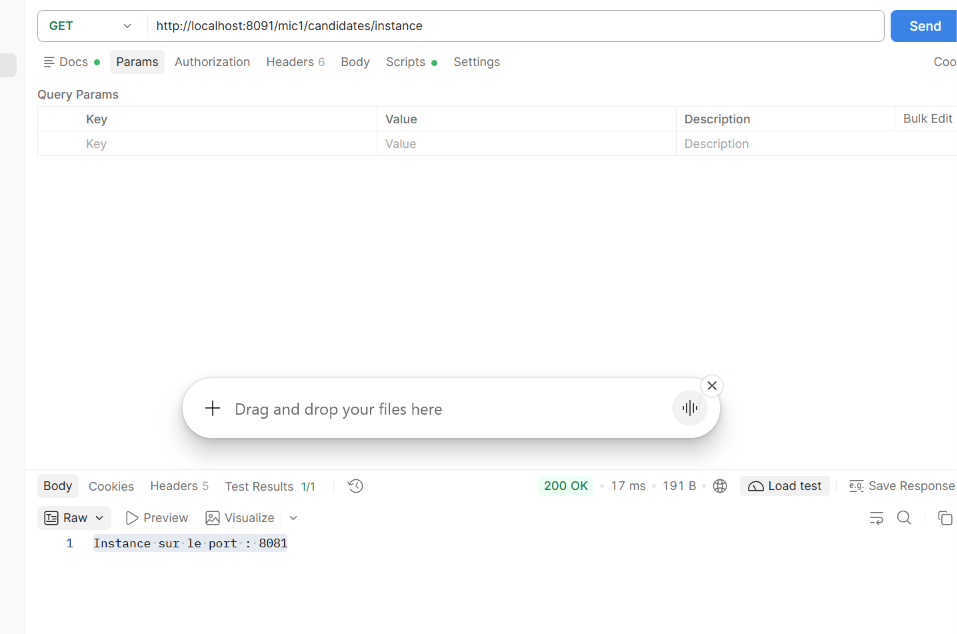 GET http://localhost:8091/mic1/candidates/instance Send
Docs Params Authorization Headers 6 Body Scripts Settings Coo
Query Params
Key Value Description Bulk Edit
Key Value Description
Drag and drop your files here
Body Cookies Headers 5 Test Results 1/1 200 OK 17 ms 191 B Load test e.g. Save Response
Raw Preview Visualize
1 Instance sur le port : 8081